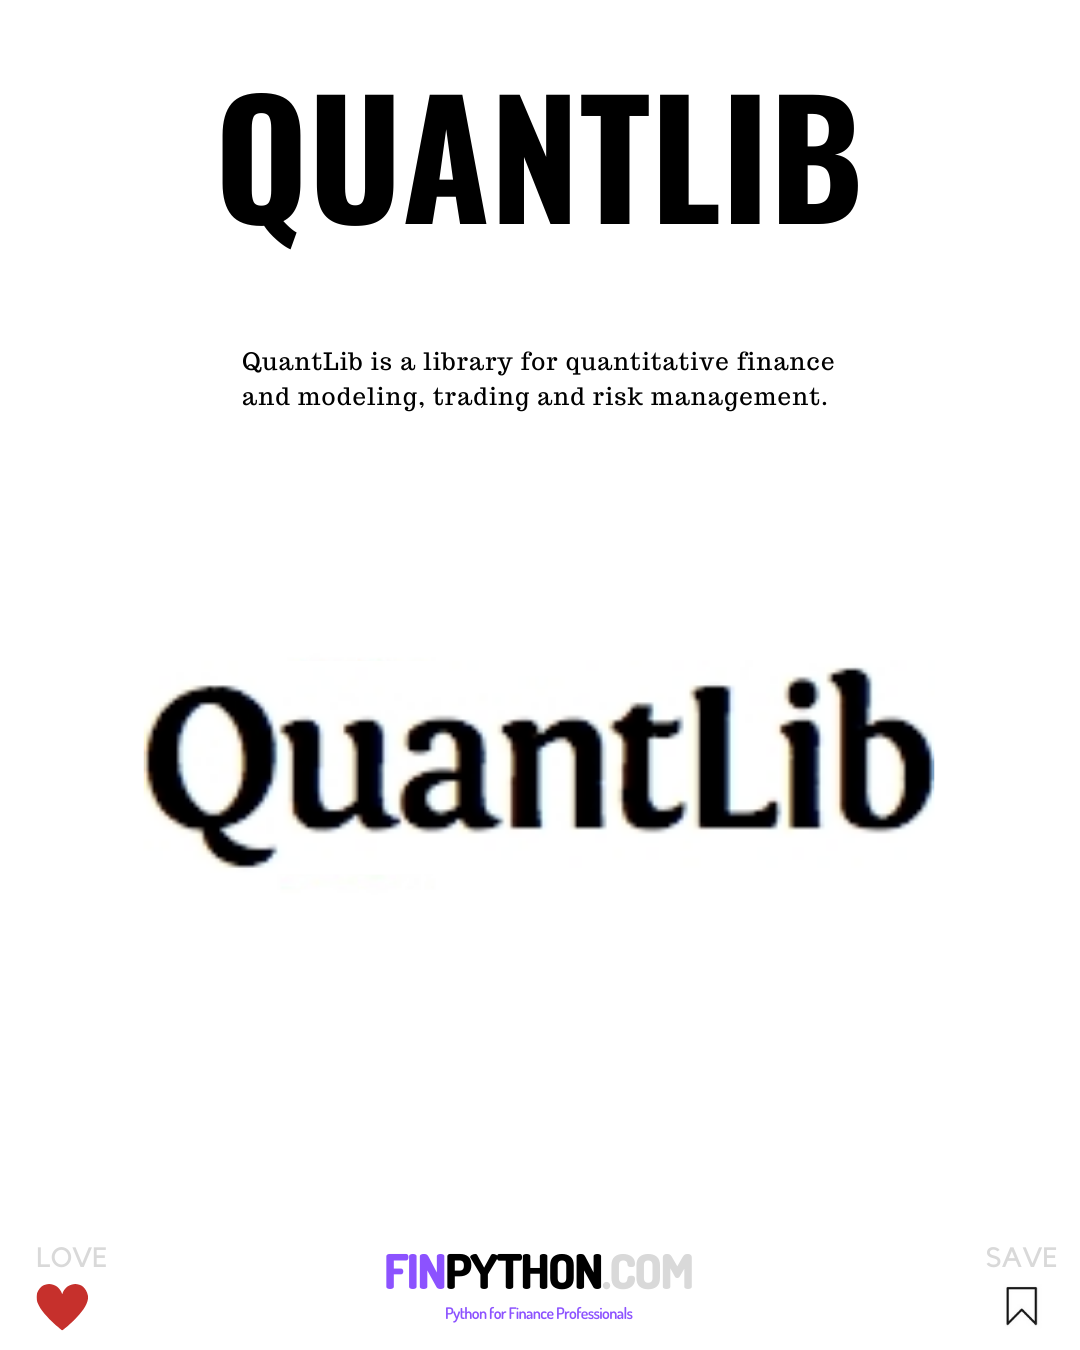 QUANTLIB
QuantLib is a library for quantitative finance
and modeling, trading and risk management.
QuantLib
LOVE
FINPYTHON.COM
Python for Finance Professionals
SAVE